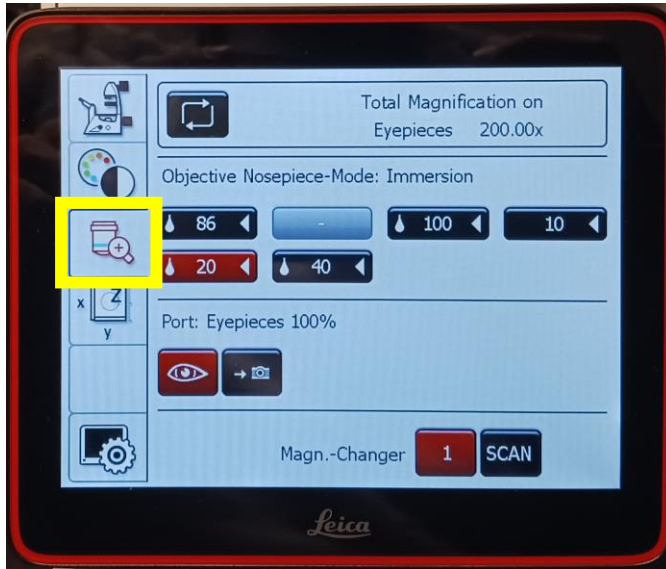 Total Magnification on
Eyepieces 200.00x
Objective Nosepiece-Mode: Immersion
86 - 100 10
20 40
x Z
y
Port: Eyepieces 100%
Magn.-Changer 1 SCAN
Leica